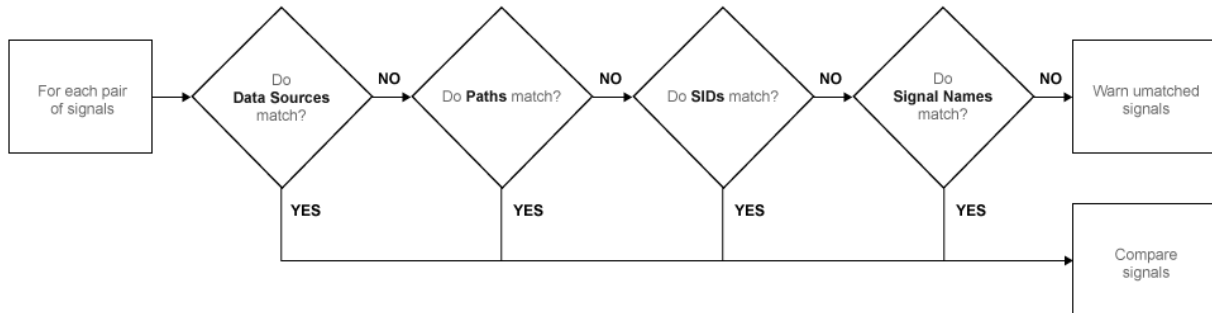 For each pair
of signals
Do
Data Sources
match?
NO
Do Paths match?
NO
Do SIDs match?
NO
Do
Signal Names
match?
NO
Warn umatched
signals
YES
YES
YES
YES
Compare
signals